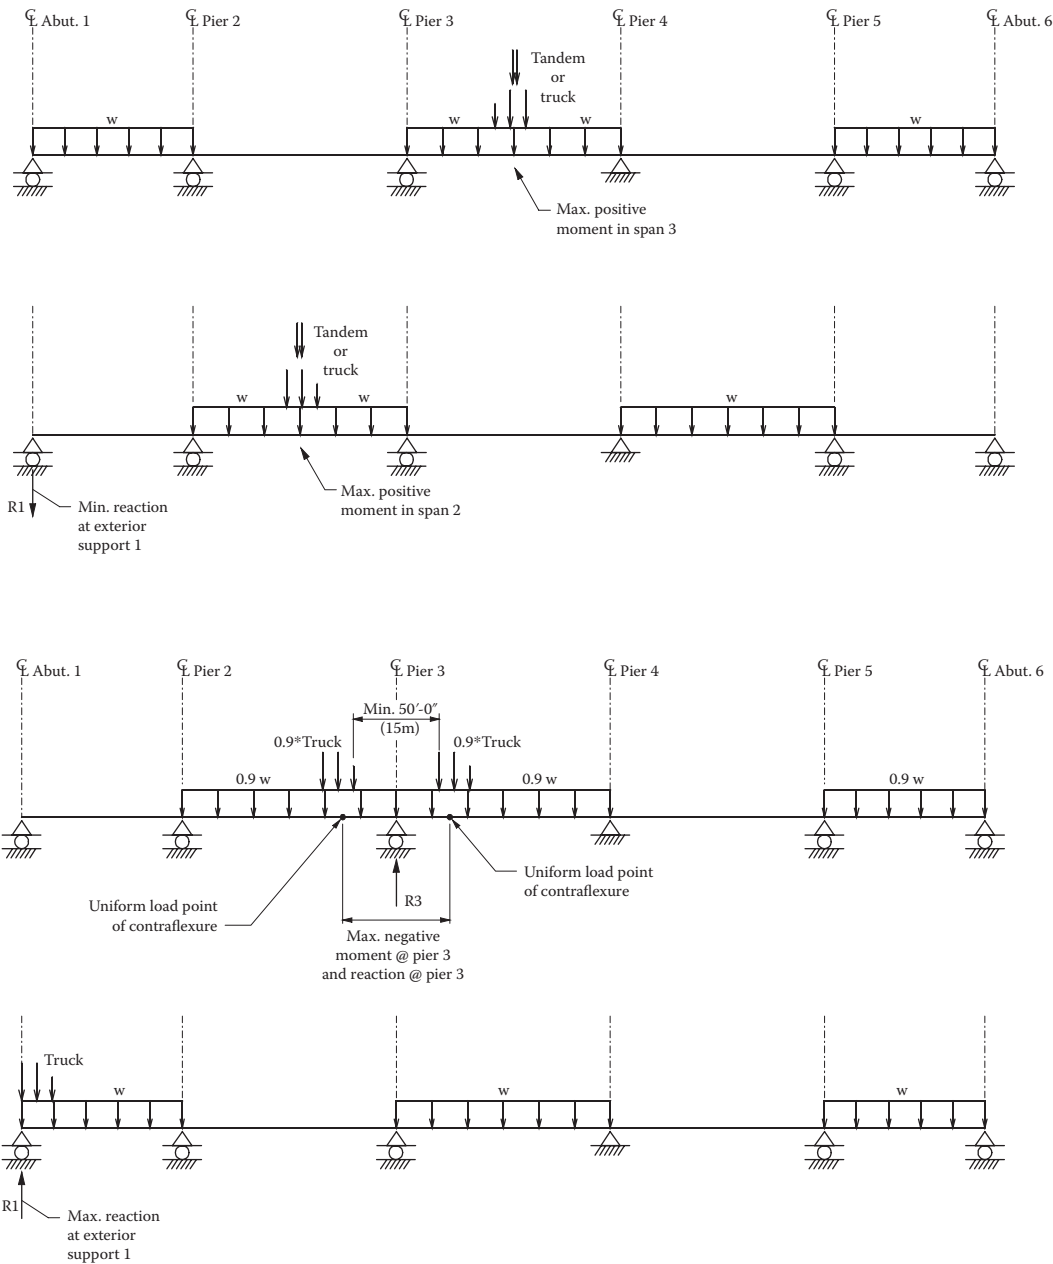 ℄ Abut. 1 ℄ Pier 2 ℄ Pier 3 ℄ Pier 4 ℄ Pier 5 ℄ Abut. 6
Tandem
or
truck
w w w w
Max. positive
moment in span 3
Tandem
or
truck
w w w
R1
Min. reaction
at exterior
support 1
Max. positive
moment in span 2
℄ Abut. 1 ℄ Pier 2 ℄ Pier 3 ℄ Pier 4 ℄ Pier 5 ℄ Abut. 6
Min. 50′-0″
(15m)
0.9*Truck 0.9*Truck
0.9 w 0.9 w 0.9 w
Uniform load point
of contraflexure
R3
Uniform load point
of contraflexure
Max. negative
moment @ pier 3
and reaction @ pier 3
Truck
w w w
R1
Max. reaction
at exterior
support 1